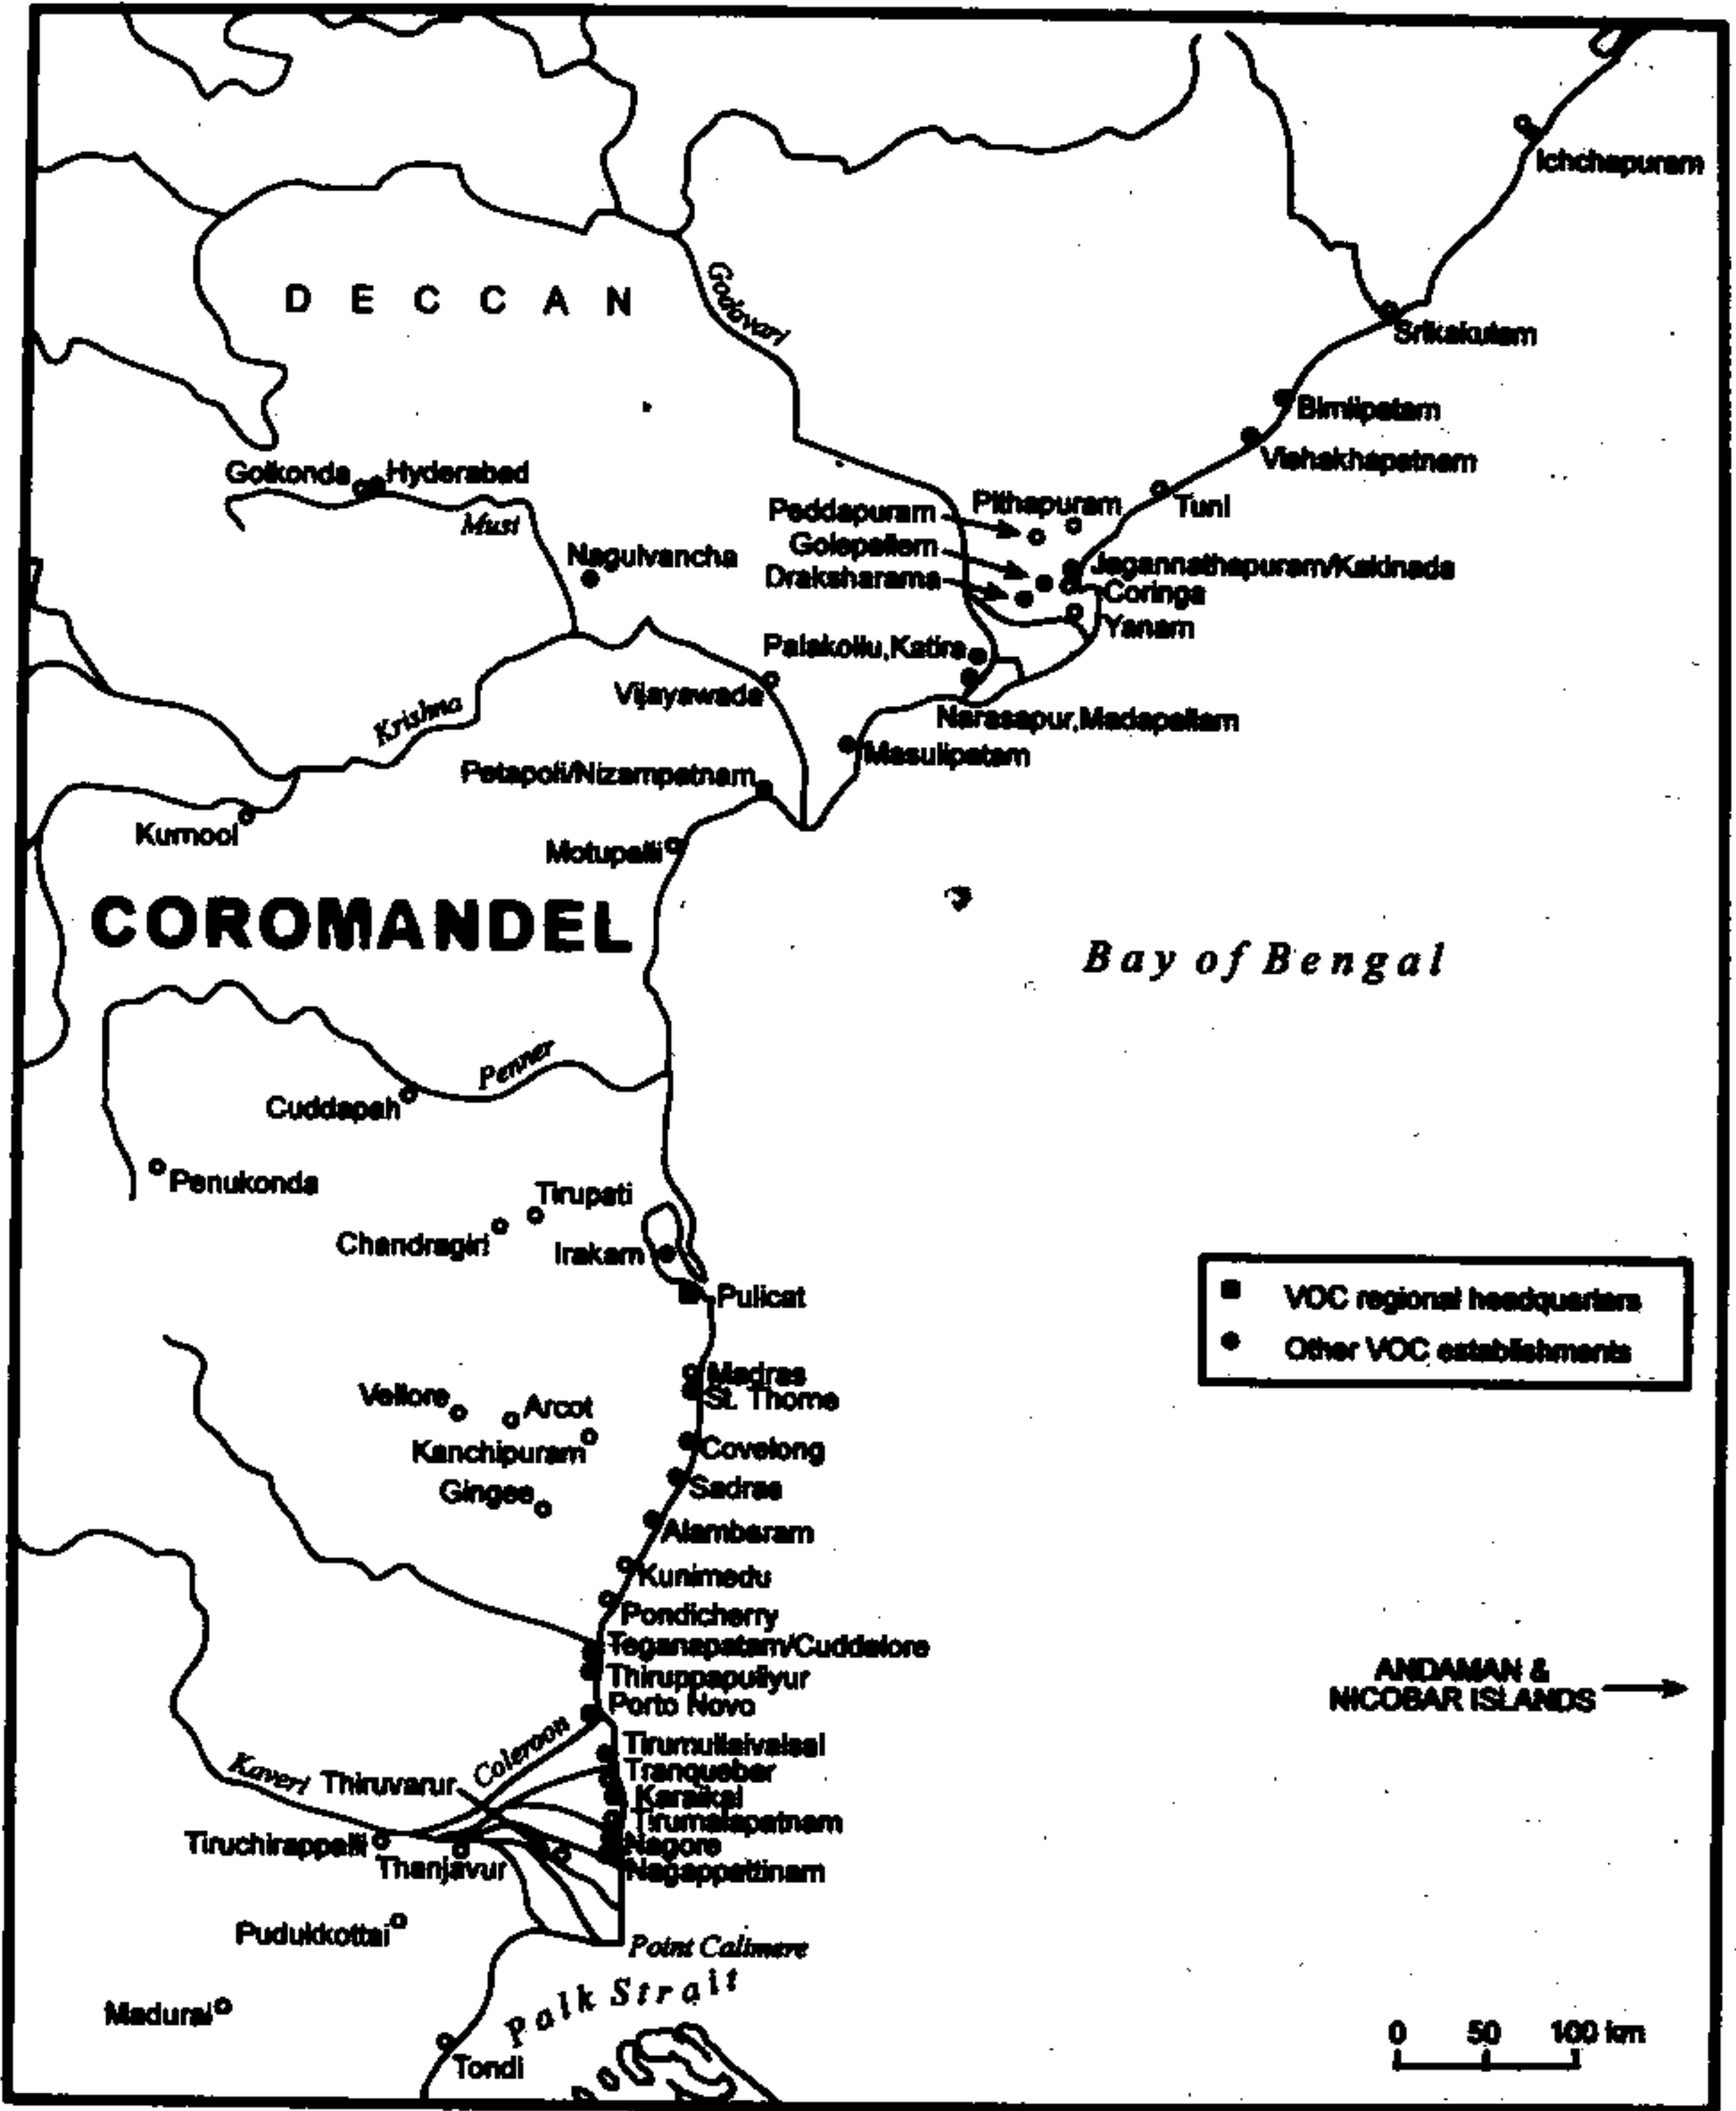 Ichchapuram
DECCAN
Godavari
Srikakulam
Bimlipatam
Vishakhapatnam
Golkonda
Hyderabad
Musi
Tuni
Pithapuram
Peddapuram
Golepallem
Draksharama
Nagulvancha
Jagannathapuram/Kakinada
Coringa
Yanam
Palakollu,Katira
Vijayawada
Krishna
Narasapur,Madapallam
Masulipatam
Petapoli/Nizampatnam
Kurnool
Motupalli
COROMANDEL
Bay of Bengal
Penner
Cuddapah
Penukonda
Tirupati
Chandragiri
Irakam
Pulicat
VOC regional headquarters
Other VOC establishments
Madras
St. Thome
Vellore
Arcot
Kanchipuram
Covelong
Gingee
Sadras
Alambaram
Kunimedu
Pondicherry
Teganapatam/Cuddalore
Thiruppapuliyur
Porto Novo
ANDAMAN &
NICOBAR ISLANDS
Coleroon
Tirumullaivasal
Kaveri
Thiruvarur
Tranquebar
Karaikal
Tirumalapatnam
Tiruchirappalli
Nagore
Thanjavur
Nagappattinam
Pudukkottai
Point Calimere
Palk Strait
Madurai
Tondi
0 50 100 km